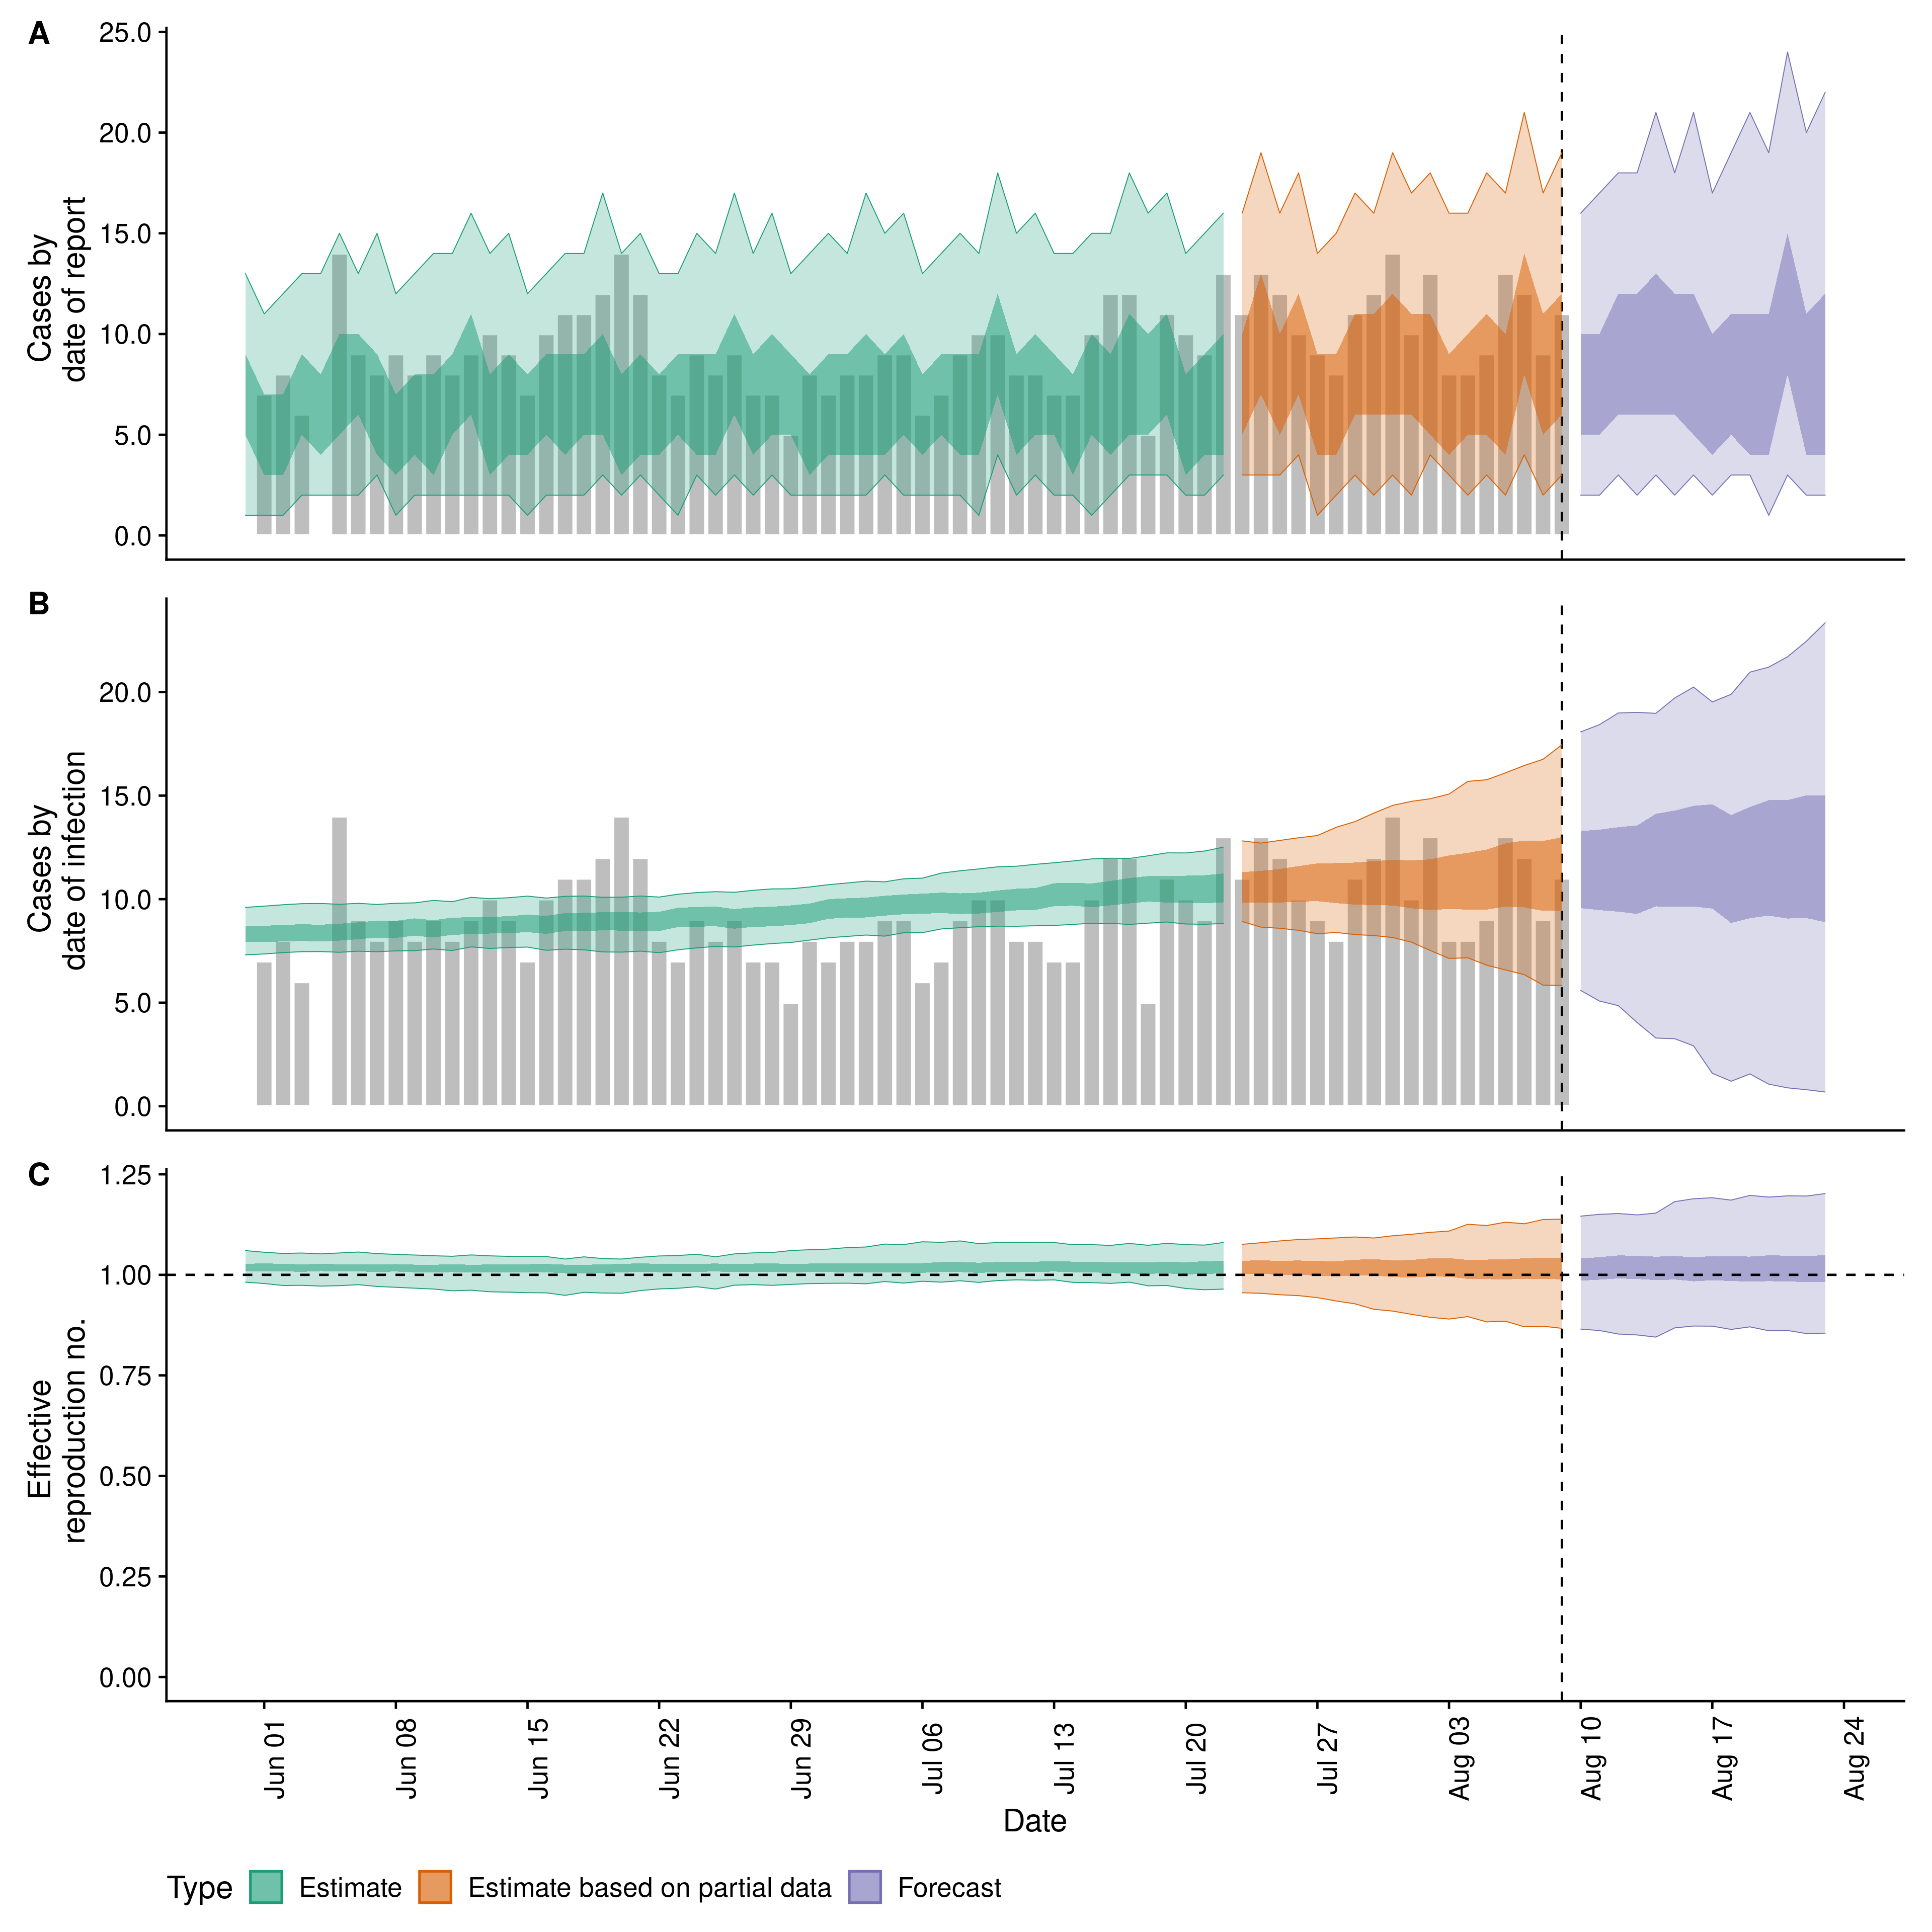 A
25.0
20.0
15.0
10.0
5.0
0.0
Cases by
date of report
B
20.0
15.0
10.0
5.0
0.0
Cases by
date of infection
C
1.25
1.00
0.75
0.50
0.25
0.00
Effective
reproduction no.
Jun 01
Jun 08
Jun 15
Jun 22
Jun 29
Jul 06
Jul 13
Jul 20
Jul 27
Aug 03
Aug 10
Aug 17
Aug 24
Date
Type Estimate Estimate based on partial data Forecast